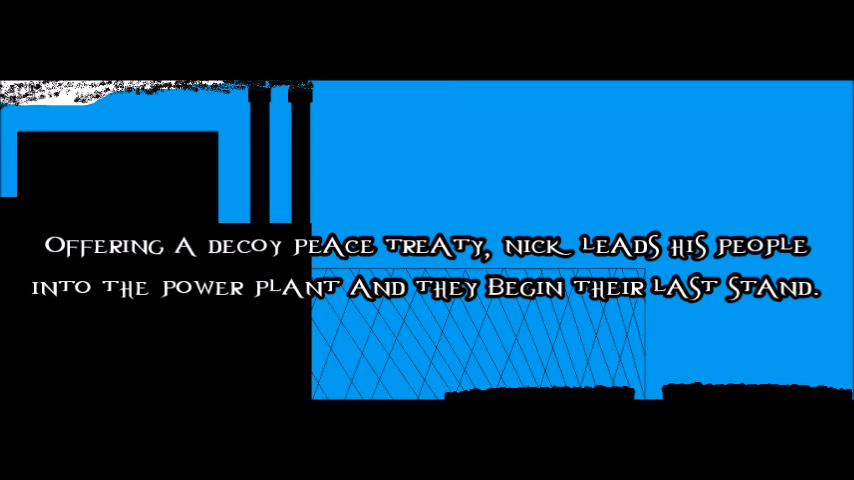 Offering a decoy peace treaty, Nick leads his people
into the power plant and they begin their last stand.